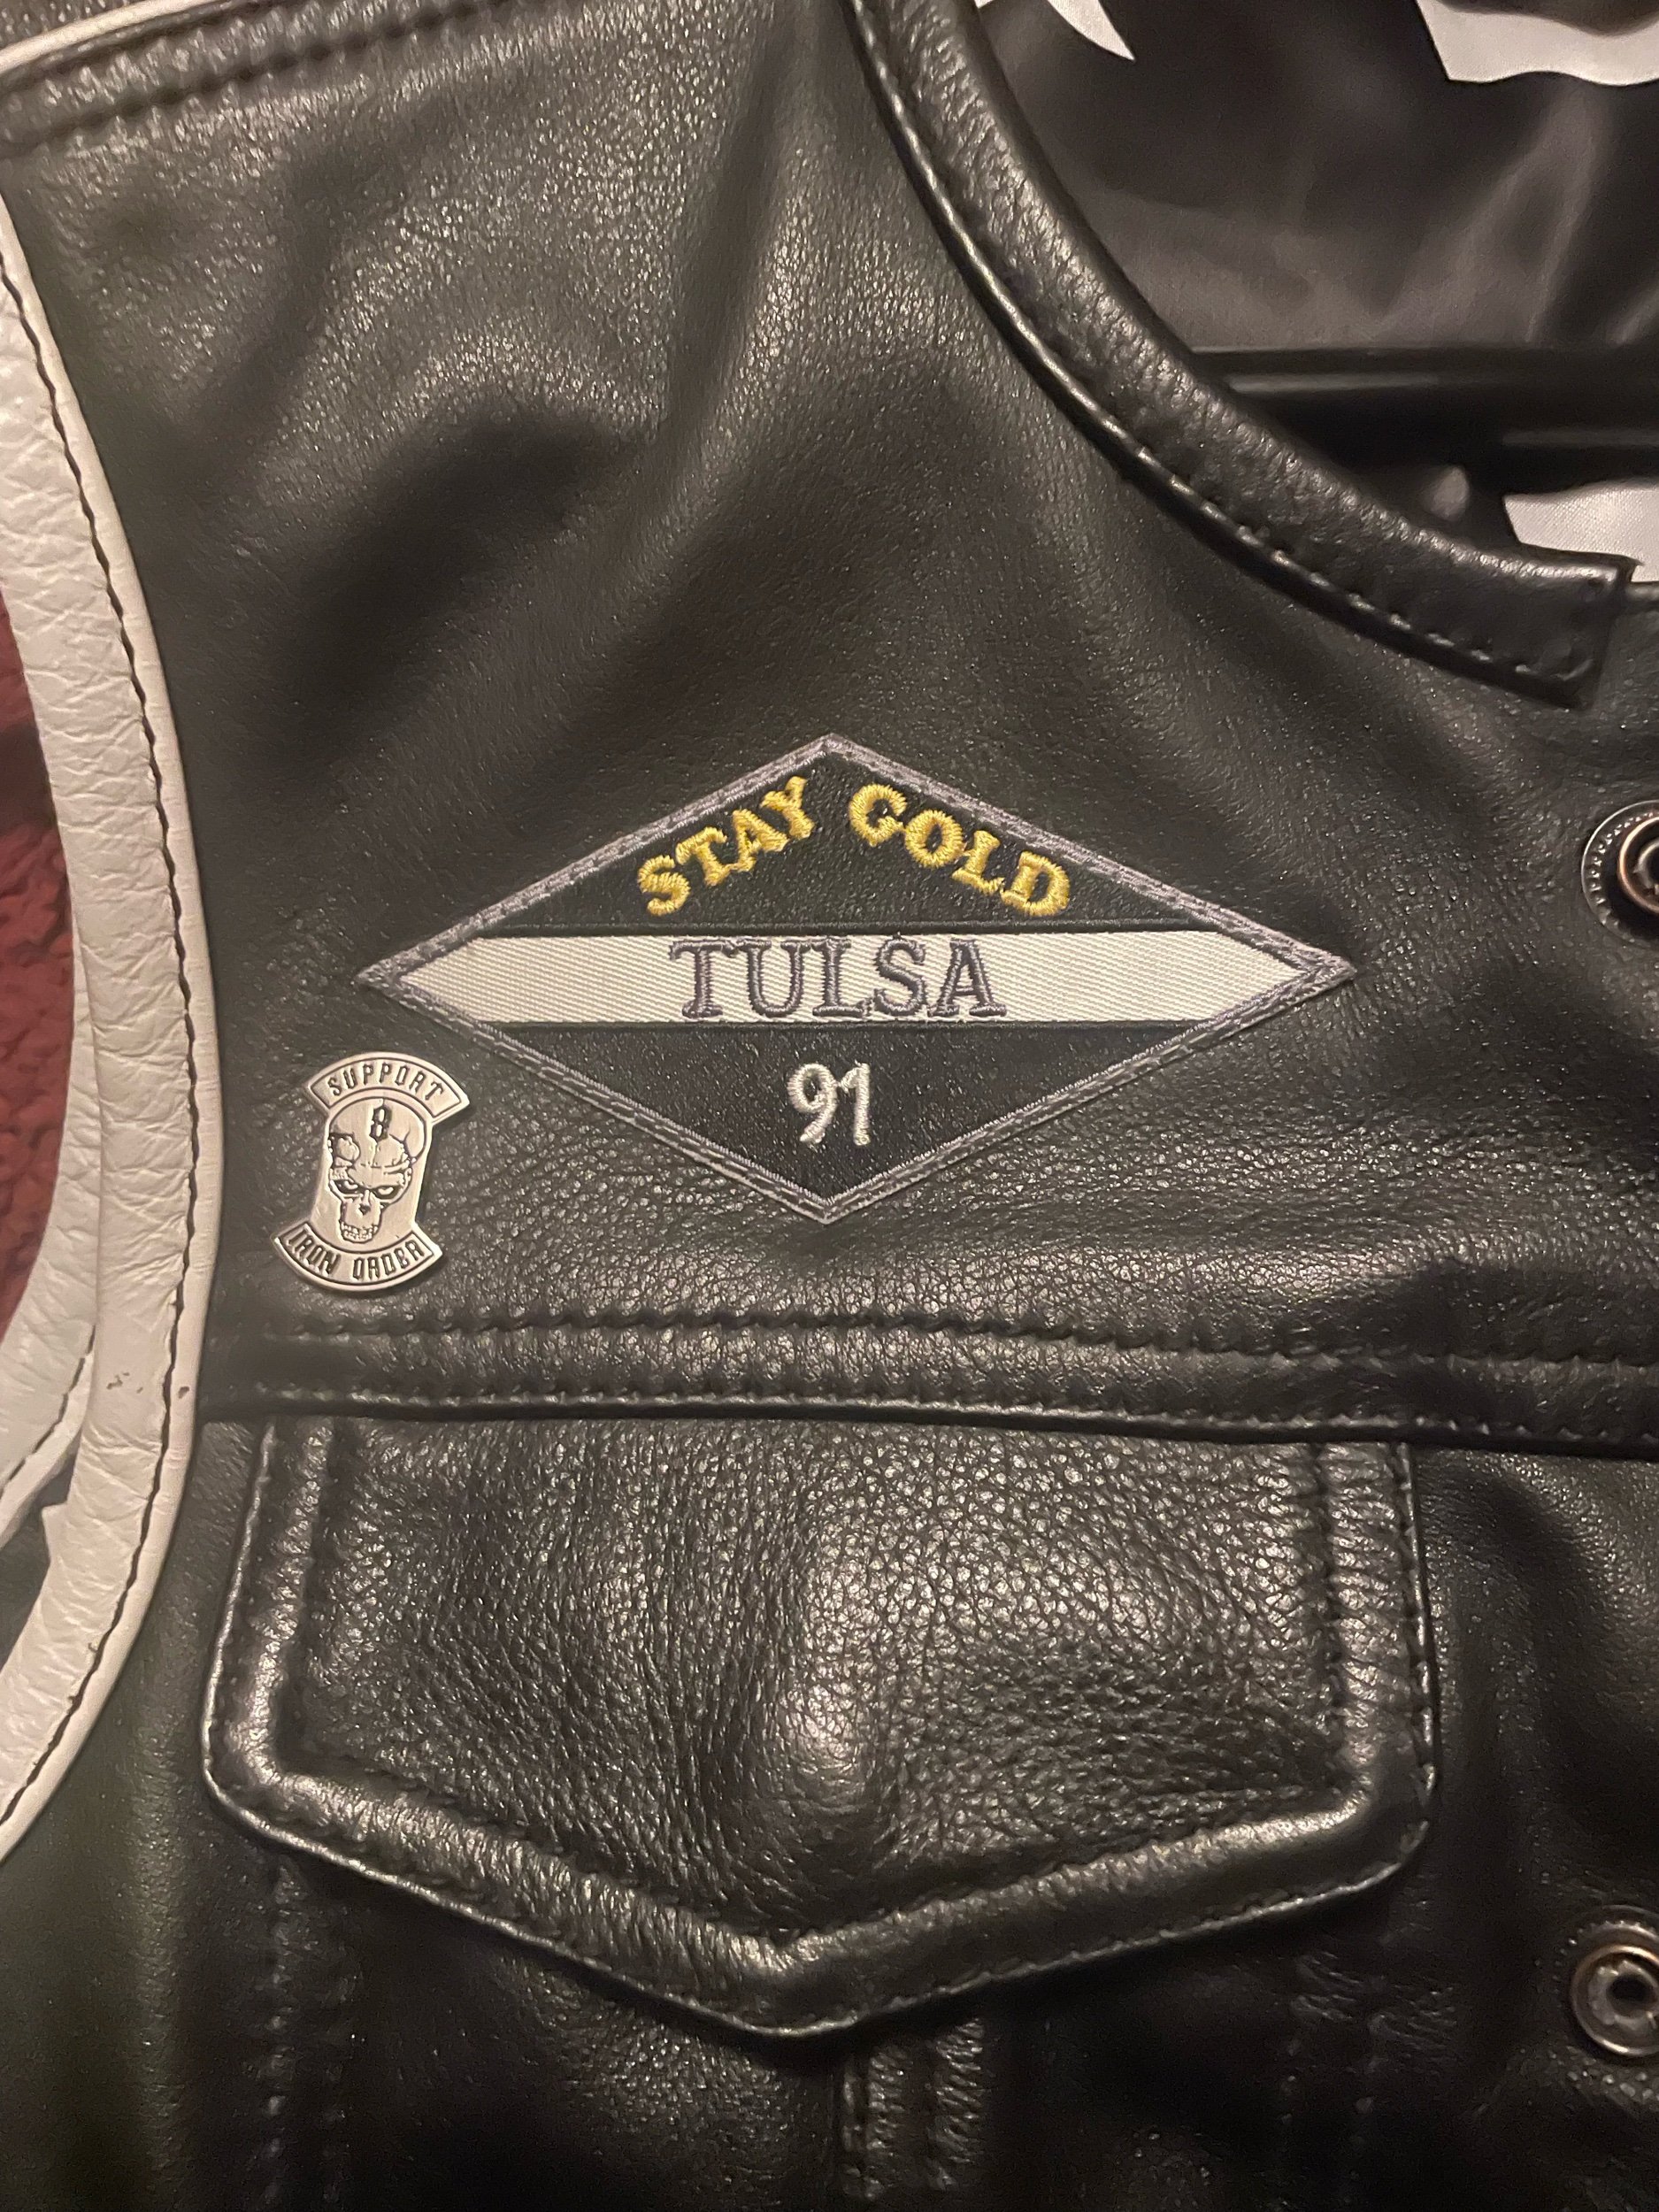 STAY GOLD
TULSA
91
SUPPORT
IRON ORDER